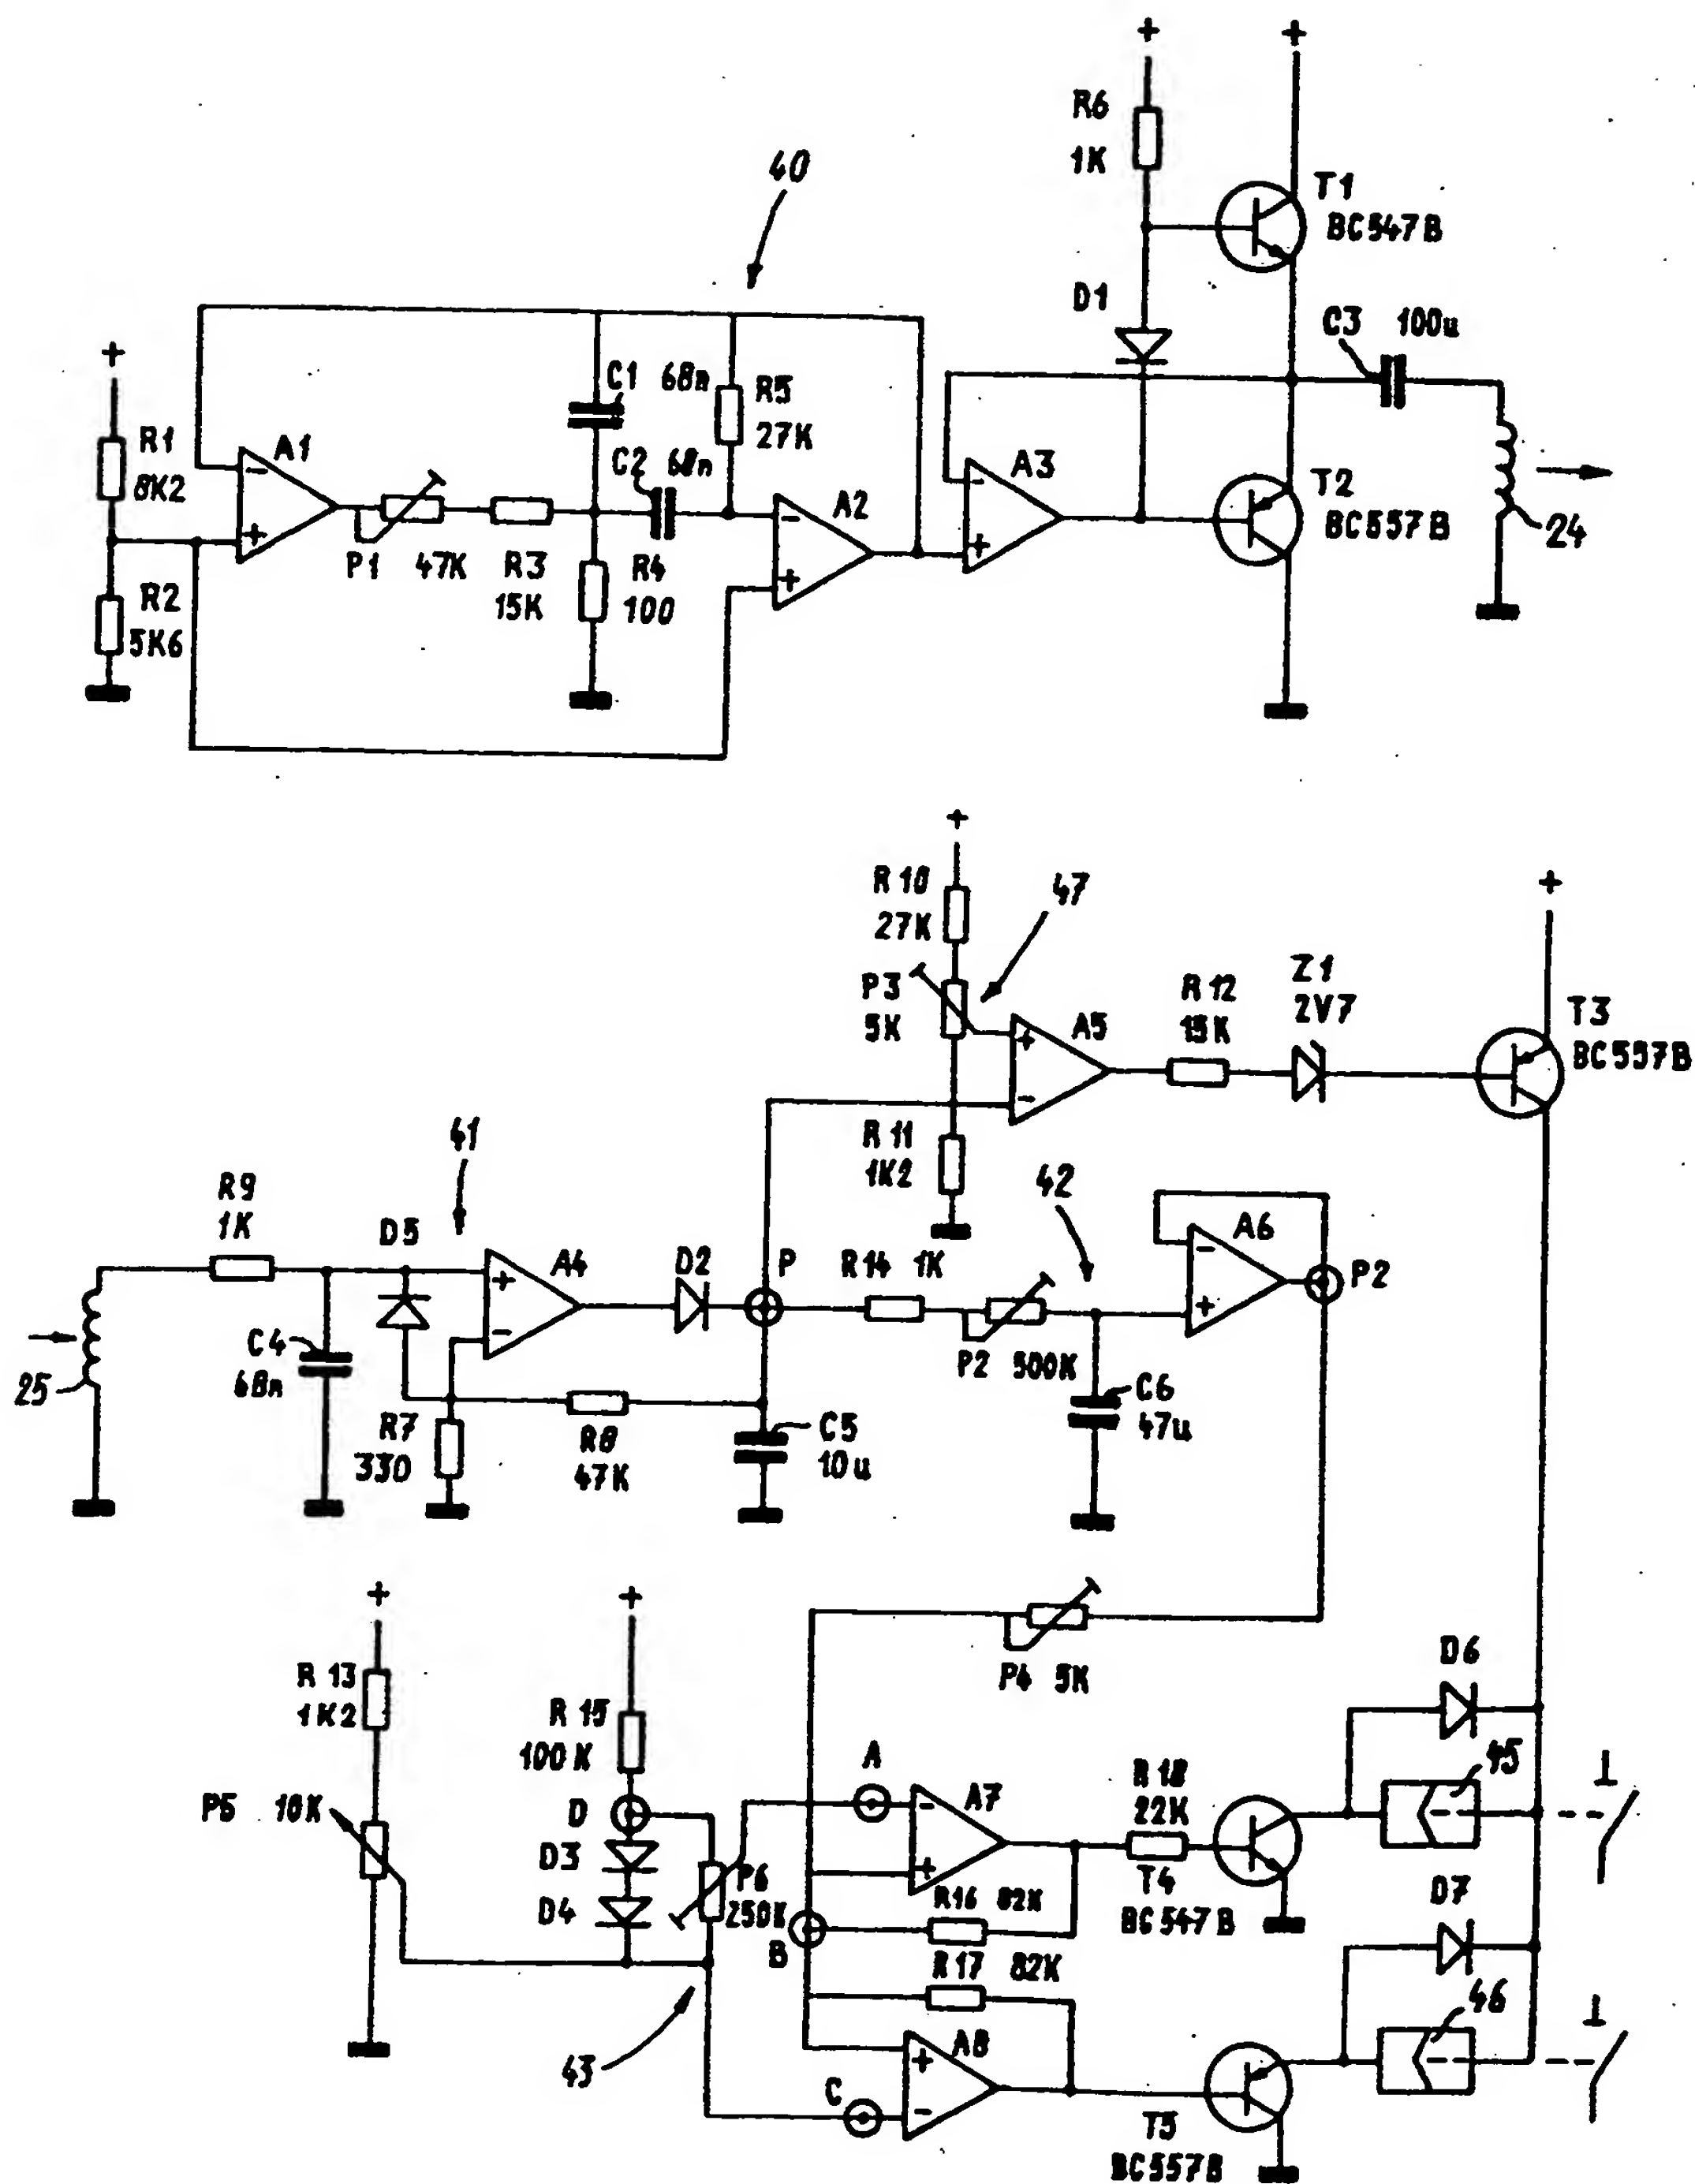 +
+
R6
1K
T1
BC547B
40
D1
C3 100u
+
R1
8K2
A1
C1 68n
R5
27K
C2 68n
A2
A3
T2
BC557B
24
-
+
P1 47K
R3
15K
R4
100
-
+
-
+
R2
5K6
+
R10
27K
47
+
P3
5K
A5
R12
15K
Z1
2V7
T3
BC557B
+
-
R11
1K2
41
42
R9
1K
D5
A4
D2
P
R14 1K
A6
P2
+
-
-
+
C4
68n
25
P2 500K
C6
47u
R7
330
R8
47K
C5
10u
+
+
R13
1K2
R15
100K
P4 5K
D6
45
A
A7
R18
22K
P5 10K
D
D3
P6
250K
-
+
T4
BC547B
D4
R16 82K
B
R17 82K
D7
46
43
A8
+
-
C
T5
BC557B